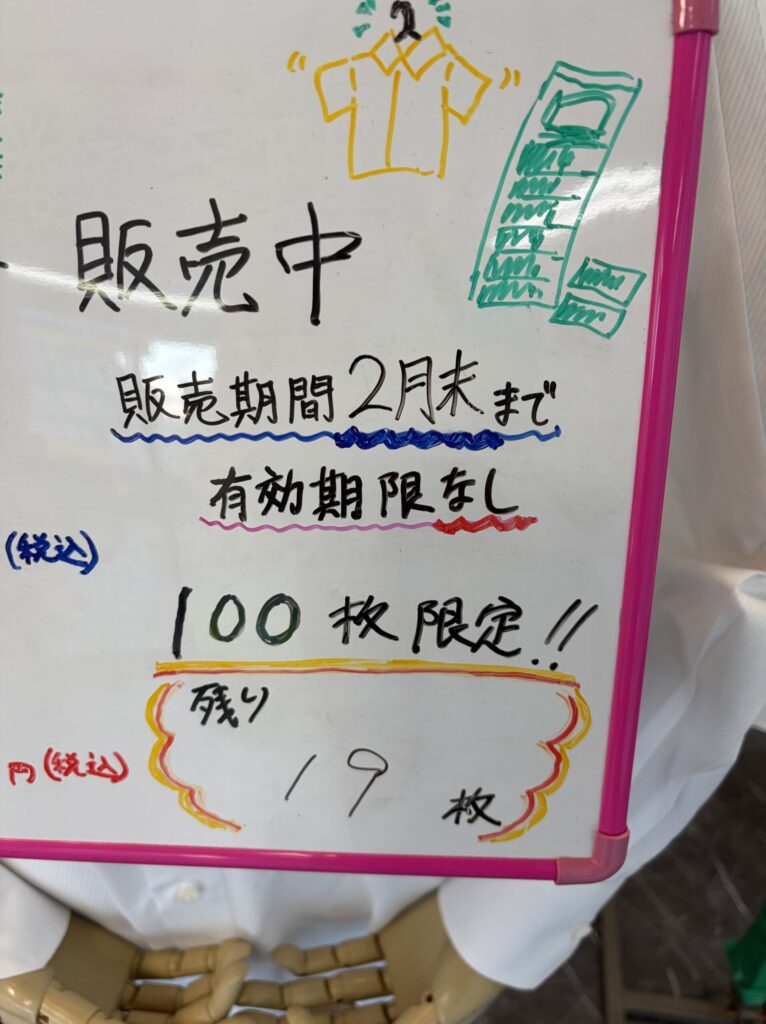 販売中
販売期間2月末まで
有効期限なし
(税込)
100枚限定!!
残り
19
枚
円(税込)